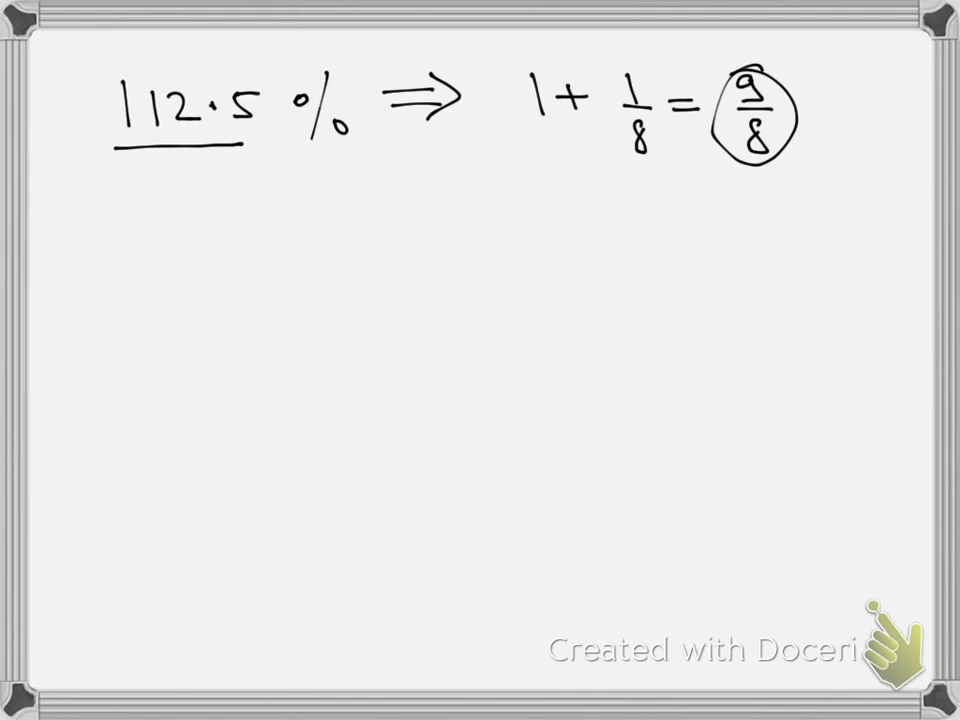 112.5 % ⇒ 1 + 1/8 = 9/8
Created with Doceri